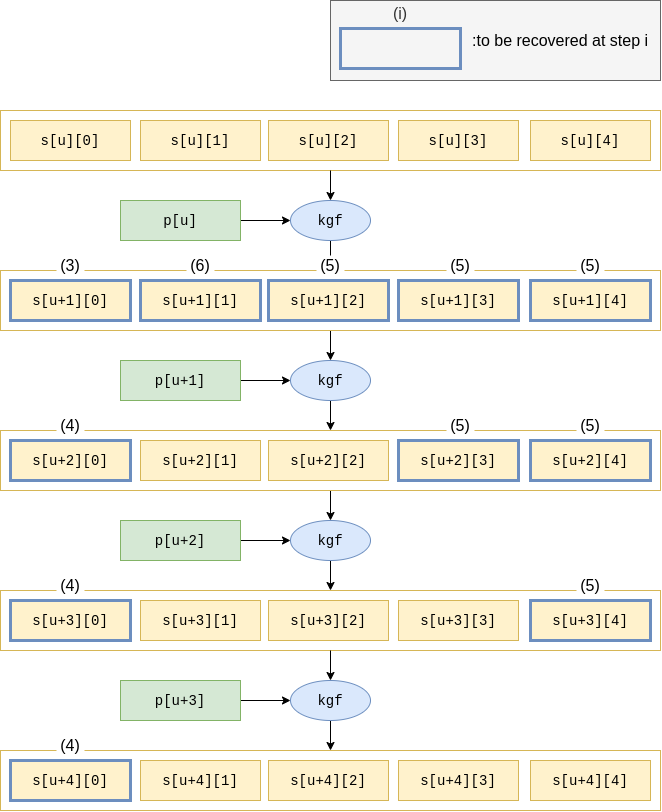 (i)
:to be recovered at step i
s[u][0] s[u][1] s[u][2] s[u][3] s[u][4]
p[u] kgf
(3) (6) (5) (5) (5)
s[u+1][0] s[u+1][1] s[u+1][2] s[u+1][3] s[u+1][4]
p[u+1] kgf
(4) (5) (5)
s[u+2][0] s[u+2][1] s[u+2][2] s[u+2][3] s[u+2][4]
p[u+2] kgf
(4) (5)
s[u+3][0] s[u+3][1] s[u+3][2] s[u+3][3] s[u+3][4]
p[u+3] kgf
(4)
s[u+4][0] s[u+4][1] s[u+4][2] s[u+4][3] s[u+4][4]